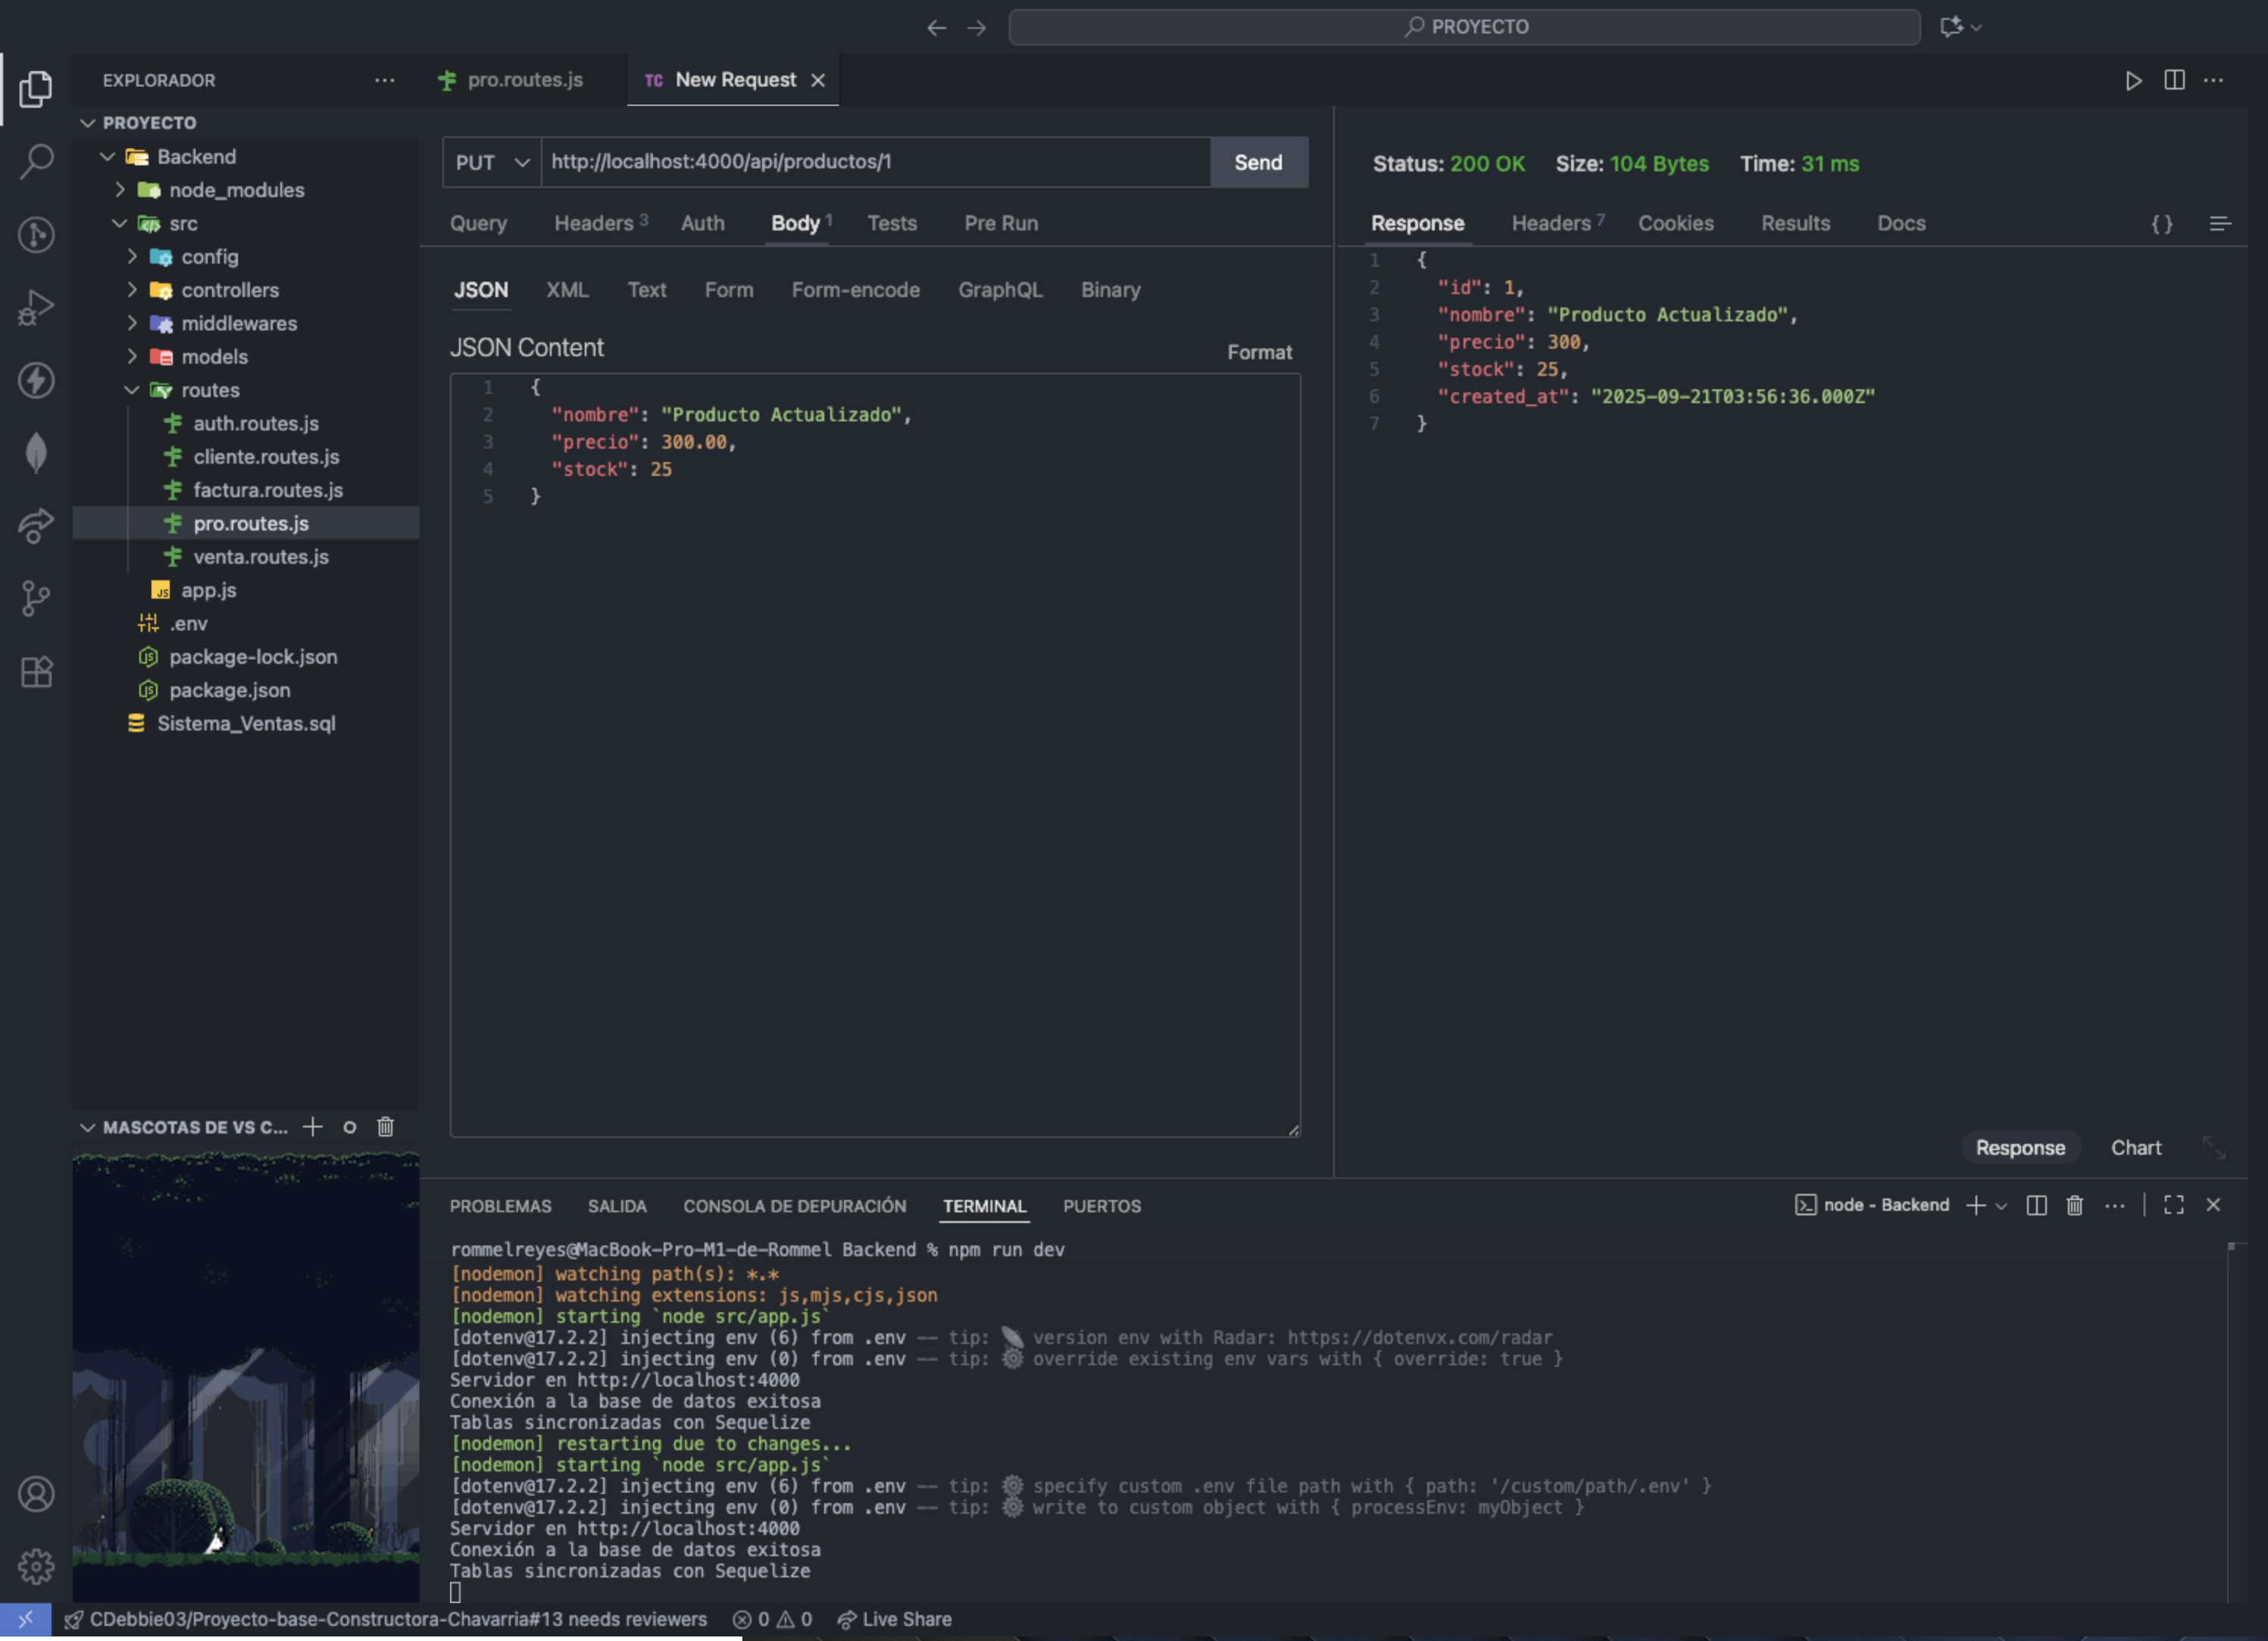 PROYECTO
EXPLORADOR
pro.routes.js
TC New Request
PROYECTO
Backend
node_modules
src
config
controllers
middlewares
models
routes
auth.routes.js
cliente.routes.js
factura.routes.js
pro.routes.js
venta.routes.js
app.js
.env
package-lock.json
package.json
Sistema_Ventas.sql
MASCOTAS DE VS C...
PUT http://localhost:4000/api/productos/1 Send
Query Headers 3 Auth Body 1 Tests Pre Run
JSON XML Text Form Form-encode GraphQL Binary
JSON Content
Format
1 {
2 "nombre": "Producto Actualizado",
3 "precio": 300.00,
4 "stock": 25
5 }
Status: 200 OK Size: 104 Bytes Time: 31 ms
Response Headers 7 Cookies Results Docs {}
1 {
2 "id": 1,
3 "nombre": "Producto Actualizado",
4 "precio": 300,
5 "stock": 25,
6 "created_at": "2025-09-21T03:56:36.000Z"
7 }
Response Chart
PROBLEMAS SALIDA CONSOLA DE DEPURACIÓN TERMINAL PUERTOS
node - Backend
rommelreyes@MacBook-Pro-M1-de-Rommel Backend % npm run dev
[nodemon] watching path(s): *.*
[nodemon] watching extensions: js,mjs,cjs,json
[nodemon] starting `node src/app.js`
[dotenv@17.2.2] injecting env (6) from .env -- tip: 📡 version env with Radar: https://dotenvx.com/radar
[dotenv@17.2.2] injecting env (0) from .env -- tip: ⚙️ override existing env vars with { override: true }
Servidor en http://localhost:4000
Conexión a la base de datos exitosa
Tablas sincronizadas con Sequelize
[nodemon] restarting due to changes...
[nodemon] starting `node src/app.js`
[dotenv@17.2.2] injecting env (6) from .env -- tip: ⚙️ specify custom .env file path with { path: '/custom/path/.env' }
[dotenv@17.2.2] injecting env (0) from .env -- tip: ⚙️ write to custom object with { processEnv: myObject }
Servidor en http://localhost:4000
Conexión a la base de datos exitosa
Tablas sincronizadas con Sequelize
CDebbie03/Proyecto-base-Constructora-Chavarria#13 needs reviewers 0 0 Live Share